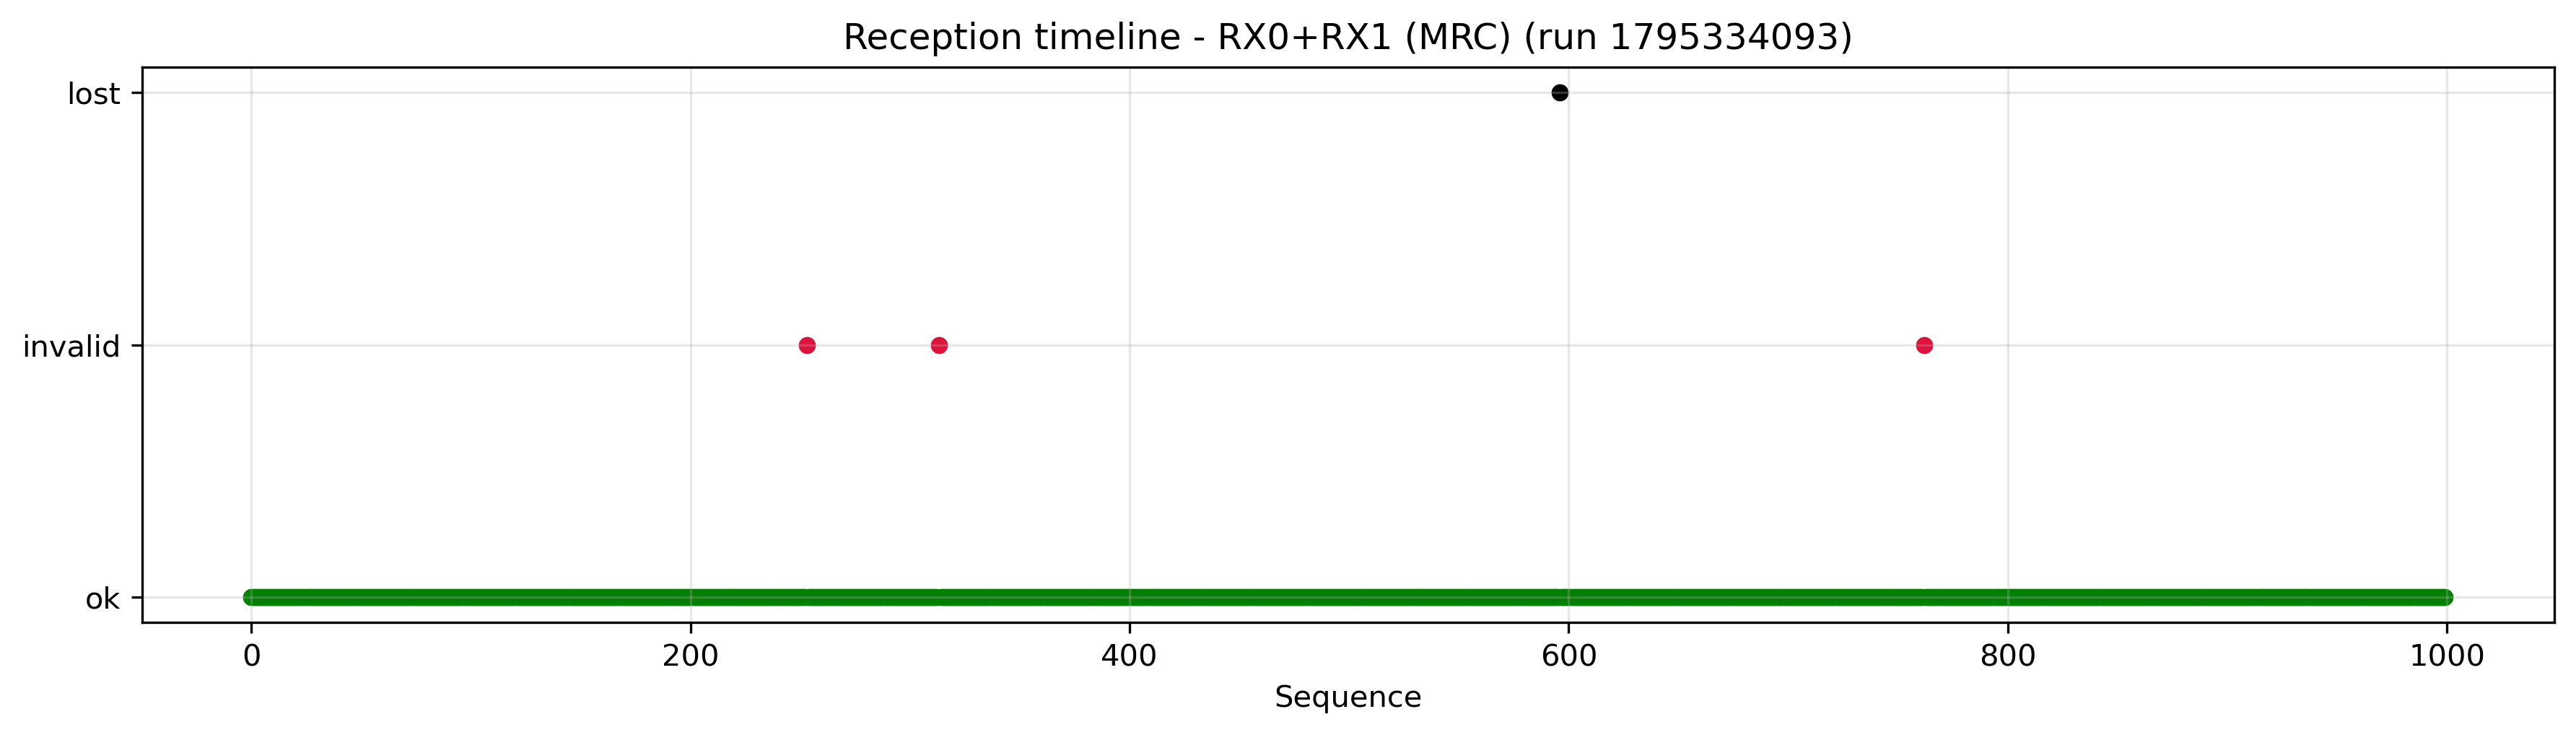 Reception timeline - RX0+RX1 (MRC) (run 1795334093)
lost
invalid
ok
0 200 400 600 800 1000
Sequence